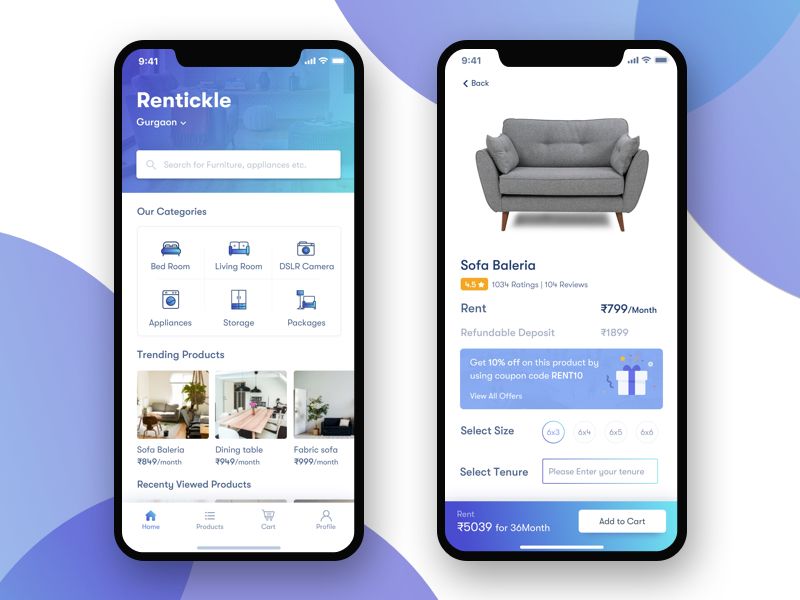 9:41
Rentickle
Gurgaon
Search for Furniture, appliances etc.
Our Categories
Bed Room
Living Room
DSLR Camera
Appliances
Storage
Packages
Trending Products
Sofa Baleria
₹849/month
Dining table
₹949/month
Fabric sofa
₹999/month
Recenty Viewed Products
Home
Products
Cart
Profile
9:41
Back
Sofa Baleria
4.5 1034 Ratings | 104 Reviews
Rent ₹799/Month
Refundable Deposit ₹1899
Get 10% off on this product by
using coupon code RENT10
View All Offers
Select Size 6x3 6x4 6x5 6x6
Select Tenure Please Enter your tenure
Rent
₹5039 for 36Month
Add to Cart